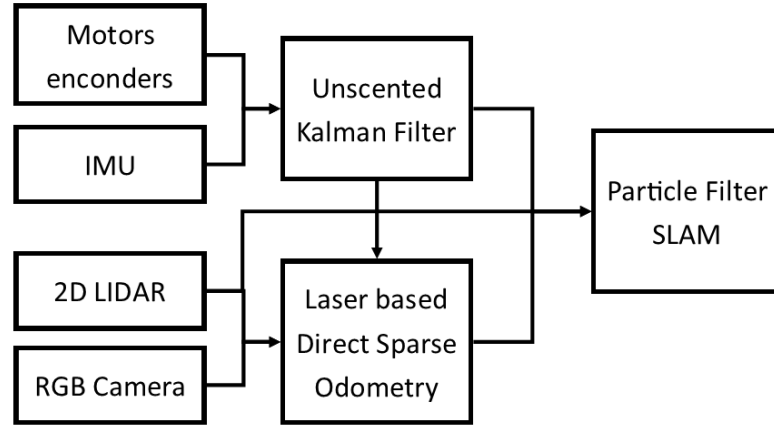 Motors
enconders
IMU
Unscented
Kalman Filter
2D LIDAR
RGB Camera
Laser based
Direct Sparse
Odometry
Particle Filter
SLAM